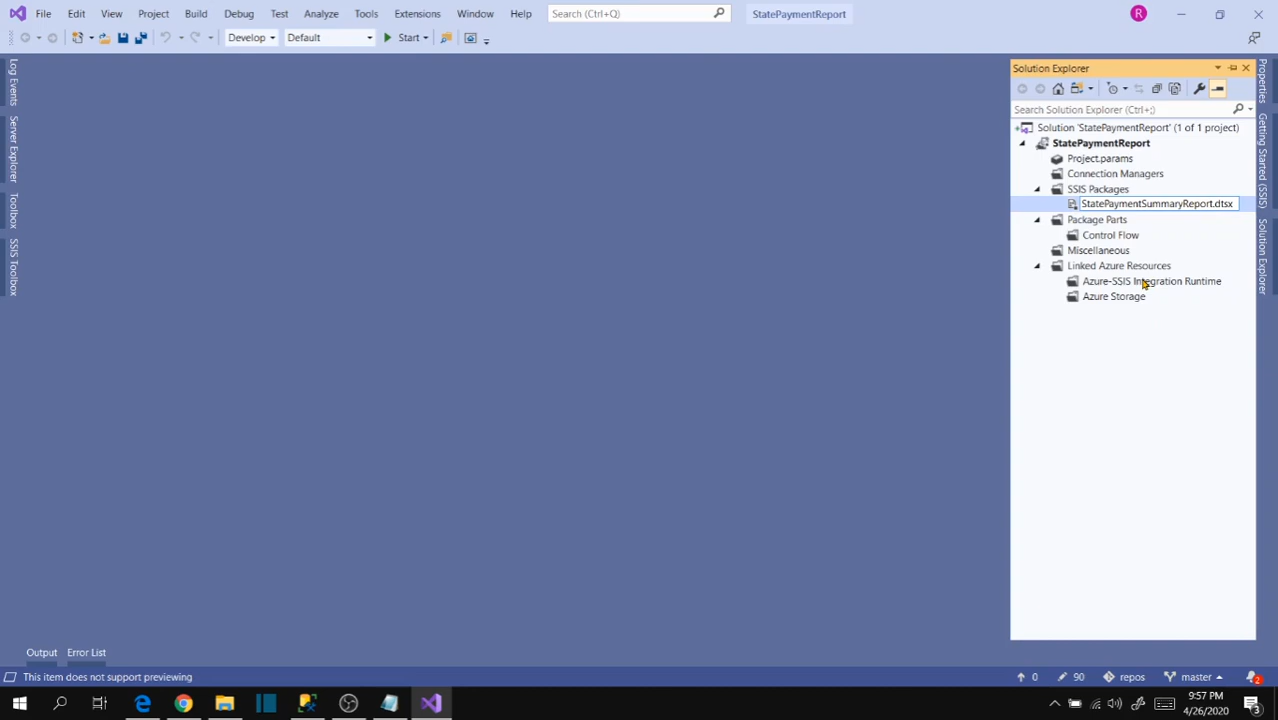 File Edit View Project Build Debug Test Analyze Tools Extensions Window Help Search (Ctrl+Q) StatePaymentReport R
Develop Default Start
Log Events
Server Explorer
Toolbox
SSIS Toolbox
Solution Explorer
Search Solution Explorer (Ctrl+;)
Solution 'StatePaymentReport' (1 of 1 project)
StatePaymentReport
Project.params
Connection Managers
SSIS Packages
StatePaymentSummaryReport.dtsx
Package Parts
Control Flow
Miscellaneous
Linked Azure Resources
Azure-SSIS Integration Runtime
Azure Storage
Properties
Getting Started (SSIS)
Solution Explorer
Output Error List
This item does not support previewing 0 90 repos master 2
9:57 PM
4/26/2020
3